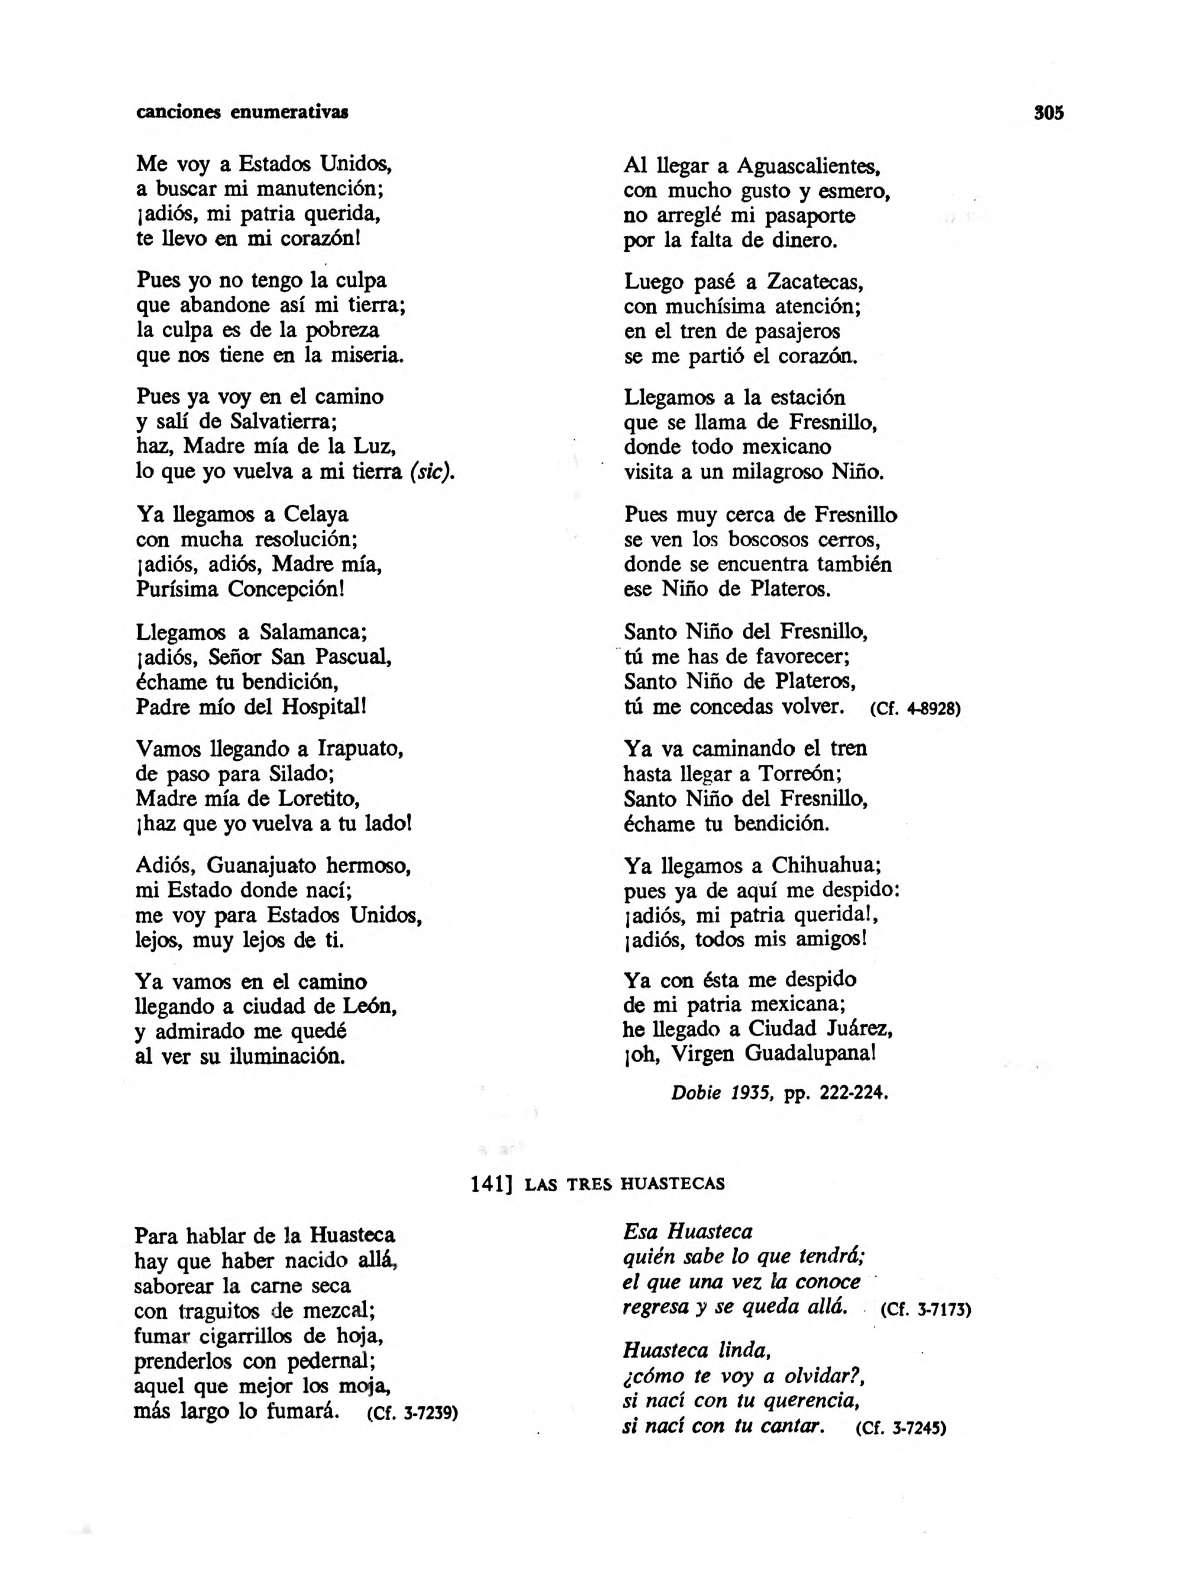 canciones enumerativas
305
Me voy a Estados Unidos,
a buscar mi manutención;
¡adiós, mi patria querida,
te llevo en mi corazón!
Pues yo no tengo la culpa
que abandone así mi tierra;
la culpa es de la pobreza
que nos tiene en la miseria.
Pues ya voy en el camino
y salí de Salvatierra;
haz, Madre mía de la Luz,
lo que yo vuelva a mi tierra (sic).
Ya llegamos a Celaya
con mucha resolución;
¡adiós, adiós, Madre mía,
Purísima Concepción!
Llegamos a Salamanca;
¡adiós, Señor San Pascual,
échame tu bendición,
Padre mío del Hospital!
Vamos llegando a Irapuato,
de paso para Silado;
Madre mía de Loretito,
¡haz que yo vuelva a tu lado!
Adiós, Guanajuato hermoso,
mi Estado donde nací;
me voy para Estados Unidos,
lejos, muy lejos de ti.
Ya vamos en el camino
llegando a ciudad de León,
y admirado me quedé
al ver su iluminación.
Al llegar a Aguascalientes,
con mucho gusto y esmero,
no arreglé mi pasaporte
por la falta de dinero.
Luego pasé a Zacatecas,
con muchísima atención;
en el tren de pasajeros
se me partió el corazón.
Llegamos a la estación
que se llama de Fresnillo,
donde todo mexicano
visita a un milagroso Niño.
Pues muy cerca de Fresnillo
se ven los boscosos cerros,
donde se encuentra también
ese Niño de Plateros.
Santo Niño del Fresnillo,
tú me has de favorecer;
Santo Niño de Plateros,
tú me concedas volver. (Cf. 4-8928)
Ya va caminando el tren
hasta llegar a Torreón;
Santo Niño del Fresnillo,
échame tu bendición.
Ya llegamos a Chihuahua;
pues ya de aquí me despido:
¡adiós, mi patria querida!,
¡adiós, todos mis amigos!
Ya con ésta me despido
de mi patria mexicana;
he llegado a Ciudad Juárez,
¡oh, Virgen Guadalupana!
Dobie 1935, pp. 222-224.
141] LAS TRES HUASTECAS
Para hablar de la Huasteca
hay que haber nacido allá,
saborear la carne seca
con traguitos de mezcal;
fumar cigarrillos de hoja,
prenderlos con pedernal;
aquel que mejor los moja,
más largo lo fumará. (Cf. 3-7239)
Esa Huasteca
quién sabe lo que tendrá;
el que una vez la conoce
regresa y se queda allá. (Cf. 3-7173)
Huasteca linda,
¿cómo te voy a olvidar?,
si nací con tu querencia,
si nací con tu cantar. (Cf. 3-7245)